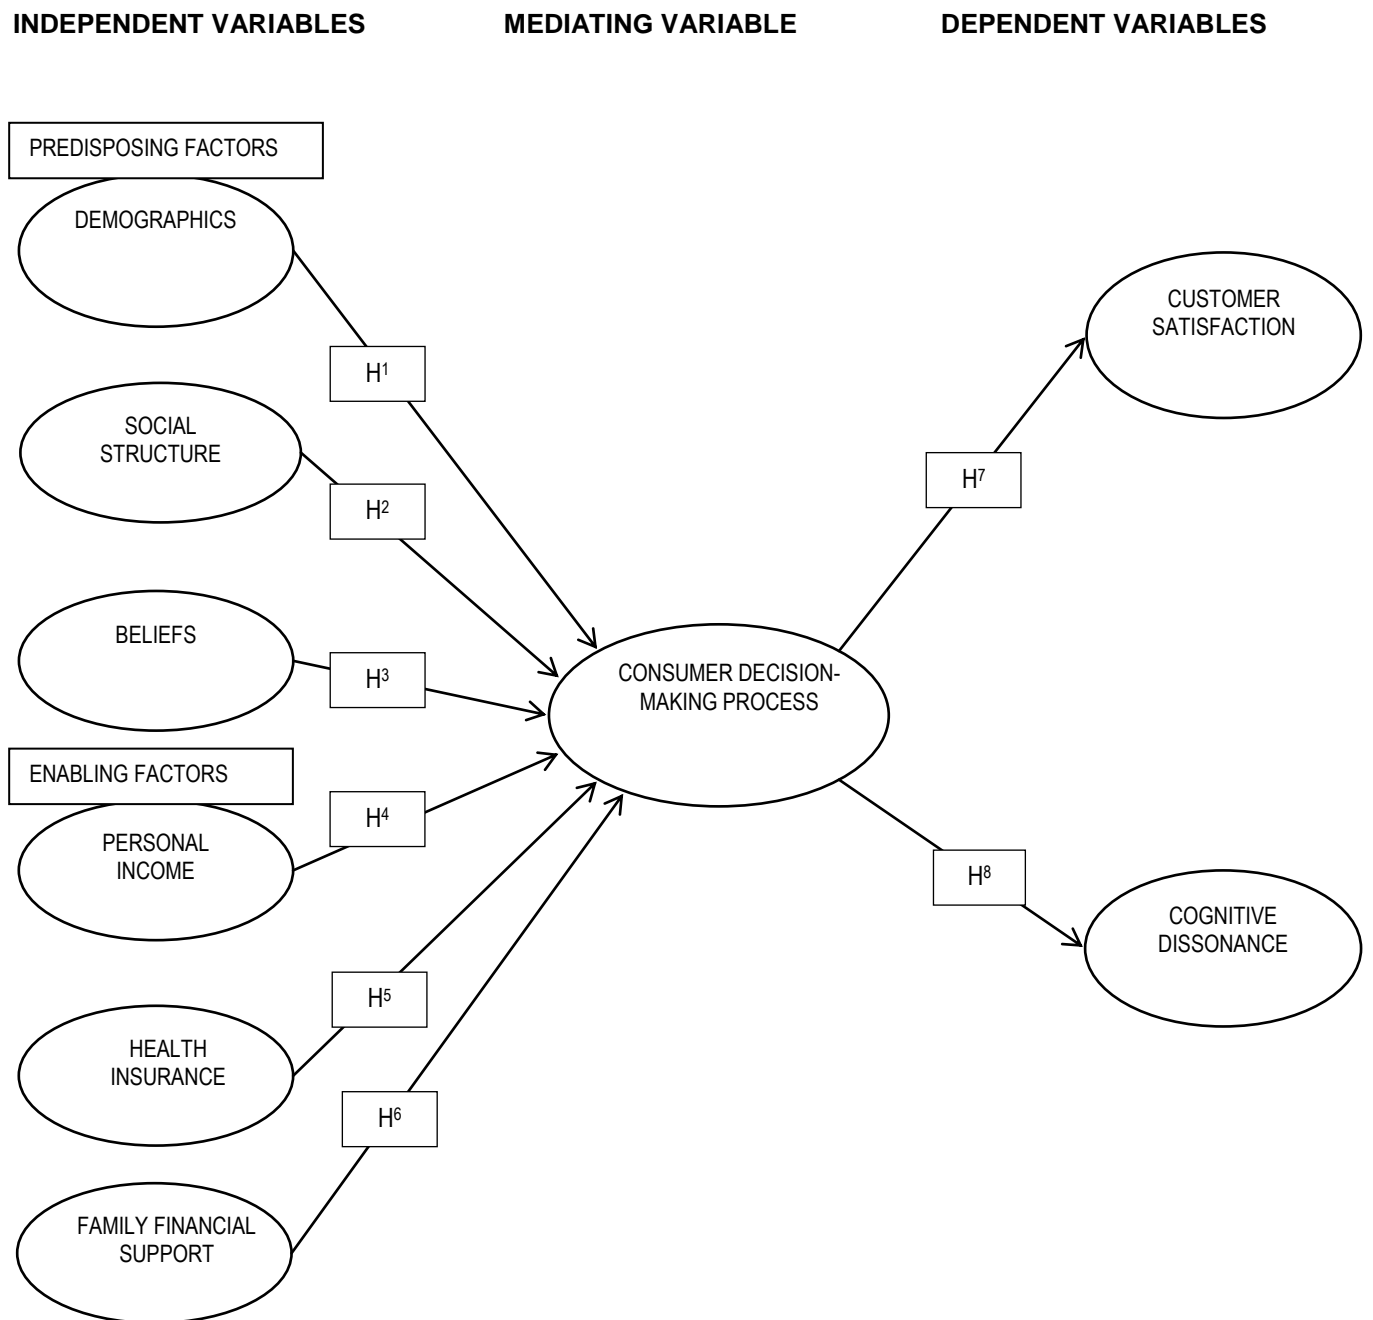 INDEPENDENT VARIABLES
MEDIATING VARIABLE
DEPENDENT VARIABLES
PREDISPOSING FACTORS
DEMOGRAPHICS
H1
SOCIAL
STRUCTURE
H2
BELIEFS
H3
ENABLING FACTORS
PERSONAL
INCOME
H4
HEALTH
INSURANCE
H5
FAMILY FINANCIAL
SUPPORT
H6
CONSUMER DECISION-
MAKING PROCESS
H7
CUSTOMER
SATISFACTION
H8
COGNITIVE
DISSONANCE